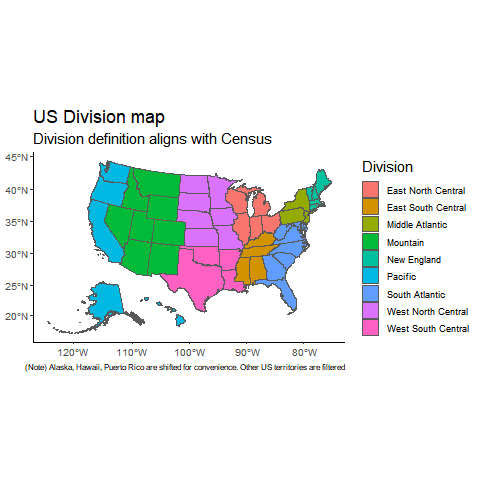 US Division map
Division definition aligns with Census
45°N
40°N
35°N
30°N
25°N
20°N
120°W
110°W
100°W
90°W
80°W
(Note) Alaska, Hawaii, Puerto Rico are shifted for convenience. Other US territories are filtered
Division
East North Central
East South Central
Middle Atlantic
Mountain
New England
Pacific
South Atlantic
West North Central
West South Central